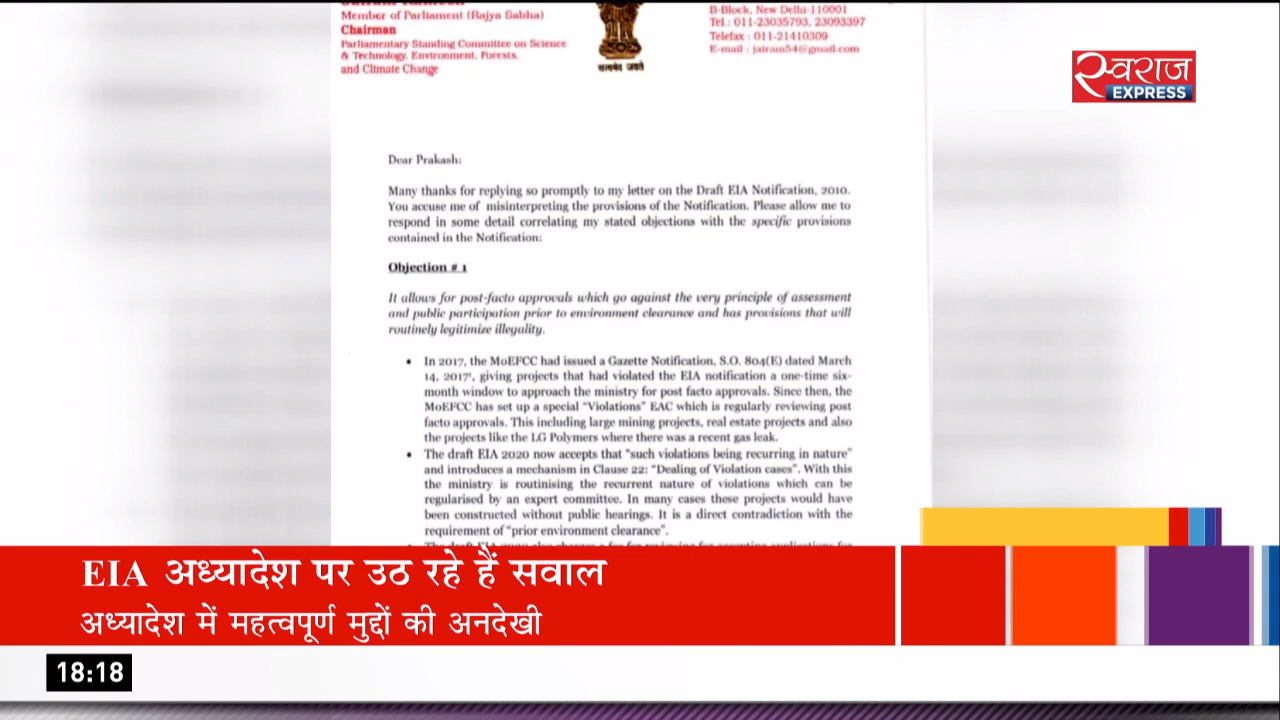 Member of Parliament (Rajya Sabha)
Chairman
Parliamentary Standing Committee on Science
& Technology, Environment, Forests,
and Climate Change
सत्यमेव जयते
B-Block, New Delhi-110001
Tel.: 011-23035793, 23093397
Telefax : 011-21410309
E-mail : jairam54@gmail.com
स्वराज
EXPRESS
Dear Prakash:
Many thanks for replying so promptly to my letter on the Draft EIA Notification, 2010.
You accuse me of misinterpreting the provisions of the Notification. Please allow me to
respond in some detail correlating my stated objections with the specific provisions
contained in the Notification:
Objection # 1
It allows for post-facto approvals which go against the very principle of assessment
and public participation prior to environment clearance and has provisions that will
routinely legitimize illegality.
• In 2017, the MoEFCC had issued a Gazette Notification, S.O. 804(E) dated March
14, 2017¹, giving projects that had violated the EIA notification a one-time six-
month window to approach the ministry for post facto approvals. Since then, the
MoEFCC has set up a special "Violations" EAC which is regularly reviewing post
facto approvals. This including large mining projects, real estate projects and also
the projects like the LG Polymers where there was a recent gas leak.
• The draft EIA 2020 now accepts that "such violations being recurring in nature"
and introduces a mechanism in Clause 22: "Dealing of Violation cases". With this
the ministry is routinising the recurrent nature of violations which can be
regularised by an expert committee. In many cases these projects would have
been constructed without public hearings. It is a direct contradiction with the
requirement of "prior environment clearance".
EIA अध्यादेश पर उठ रहे हैं सवाल
अध्यादेश में महत्वपूर्ण मुद्दों की अनदेखी
18:18